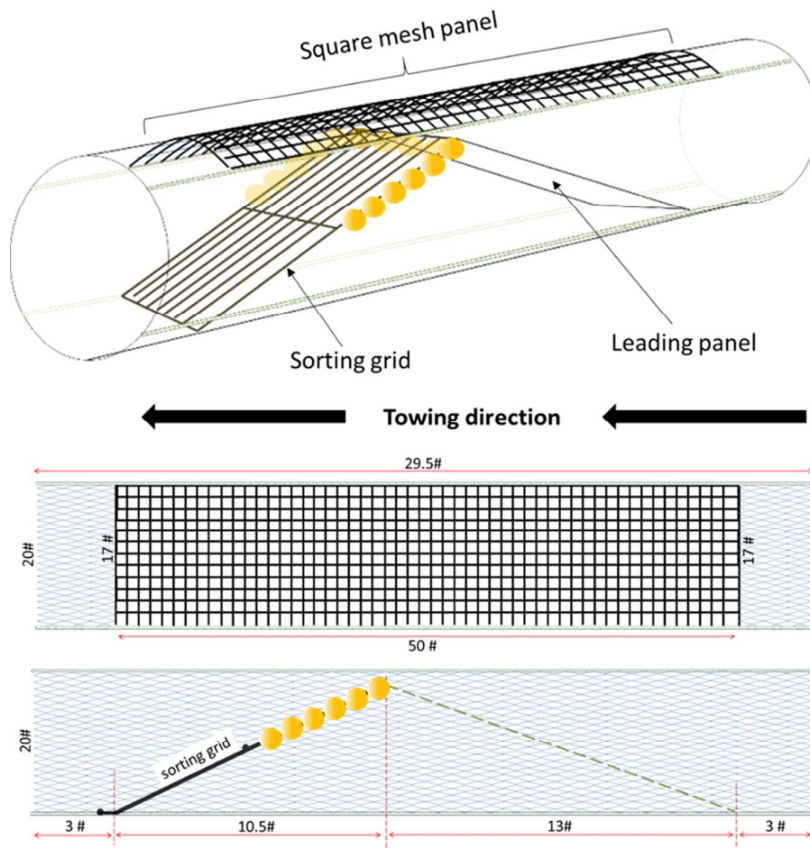 Square mesh panel
Sorting grid
Leading panel
Towing direction
29.5#
20#
17 #
17 #
50 #
20#
sorting grid
3 #
10.5#
13#
3 #